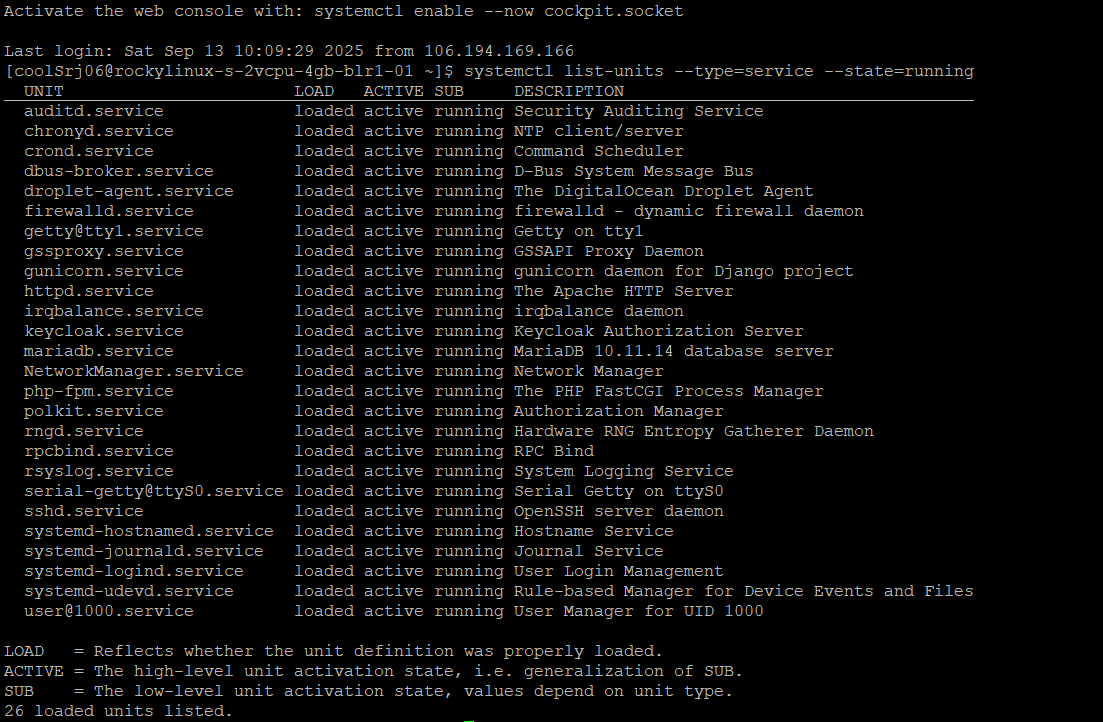 Activate the web console with: systemctl enable --now cockpit.socket

Last login: Sat Sep 13 10:09:29 2025 from 106.194.169.166
[coolSrj06@rockylinux-s-2vcpu-4gb-blr1-01 ~]$ systemctl list-units --type=service --state=running
  UNIT                       LOAD   ACTIVE SUB     DESCRIPTION
  auditd.service             loaded active running Security Auditing Service
  chronyd.service            loaded active running NTP client/server
  crond.service              loaded active running Command Scheduler
  dbus-broker.service        loaded active running D-Bus System Message Bus
  droplet-agent.service      loaded active running The DigitalOcean Droplet Agent
  firewalld.service          loaded active running firewalld - dynamic firewall daemon
  getty@tty1.service         loaded active running Getty on tty1
  gssproxy.service           loaded active running GSSAPI Proxy Daemon
  gunicorn.service           loaded active running gunicorn daemon for Django project
  httpd.service              loaded active running The Apache HTTP Server
  irqbalance.service         loaded active running irqbalance daemon
  keycloak.service           loaded active running Keycloak Authorization Server
  mariadb.service            loaded active running MariaDB 10.11.14 database server
  NetworkManager.service     loaded active running Network Manager
  php-fpm.service            loaded active running The PHP FastCGI Process Manager
  polkit.service             loaded active running Authorization Manager
  rngd.service               loaded active running Hardware RNG Entropy Gatherer Daemon
  rpcbind.service            loaded active running RPC Bind
  rsyslog.service            loaded active running System Logging Service
  serial-getty@ttyS0.service loaded active running Serial Getty on ttyS0
  sshd.service               loaded active running OpenSSH server daemon
  systemd-hostnamed.service  loaded active running Hostname Service
  systemd-journald.service   loaded active running Journal Service
  systemd-logind.service     loaded active running User Login Management
  systemd-udevd.service      loaded active running Rule-based Manager for Device Events and Files
  user@1000.service          loaded active running User Manager for UID 1000

LOAD   = Reflects whether the unit definition was properly loaded.
ACTIVE = The high-level unit activation state, i.e. generalization of SUB.
SUB    = The low-level unit activation state, values depend on unit type.
26 loaded units listed.